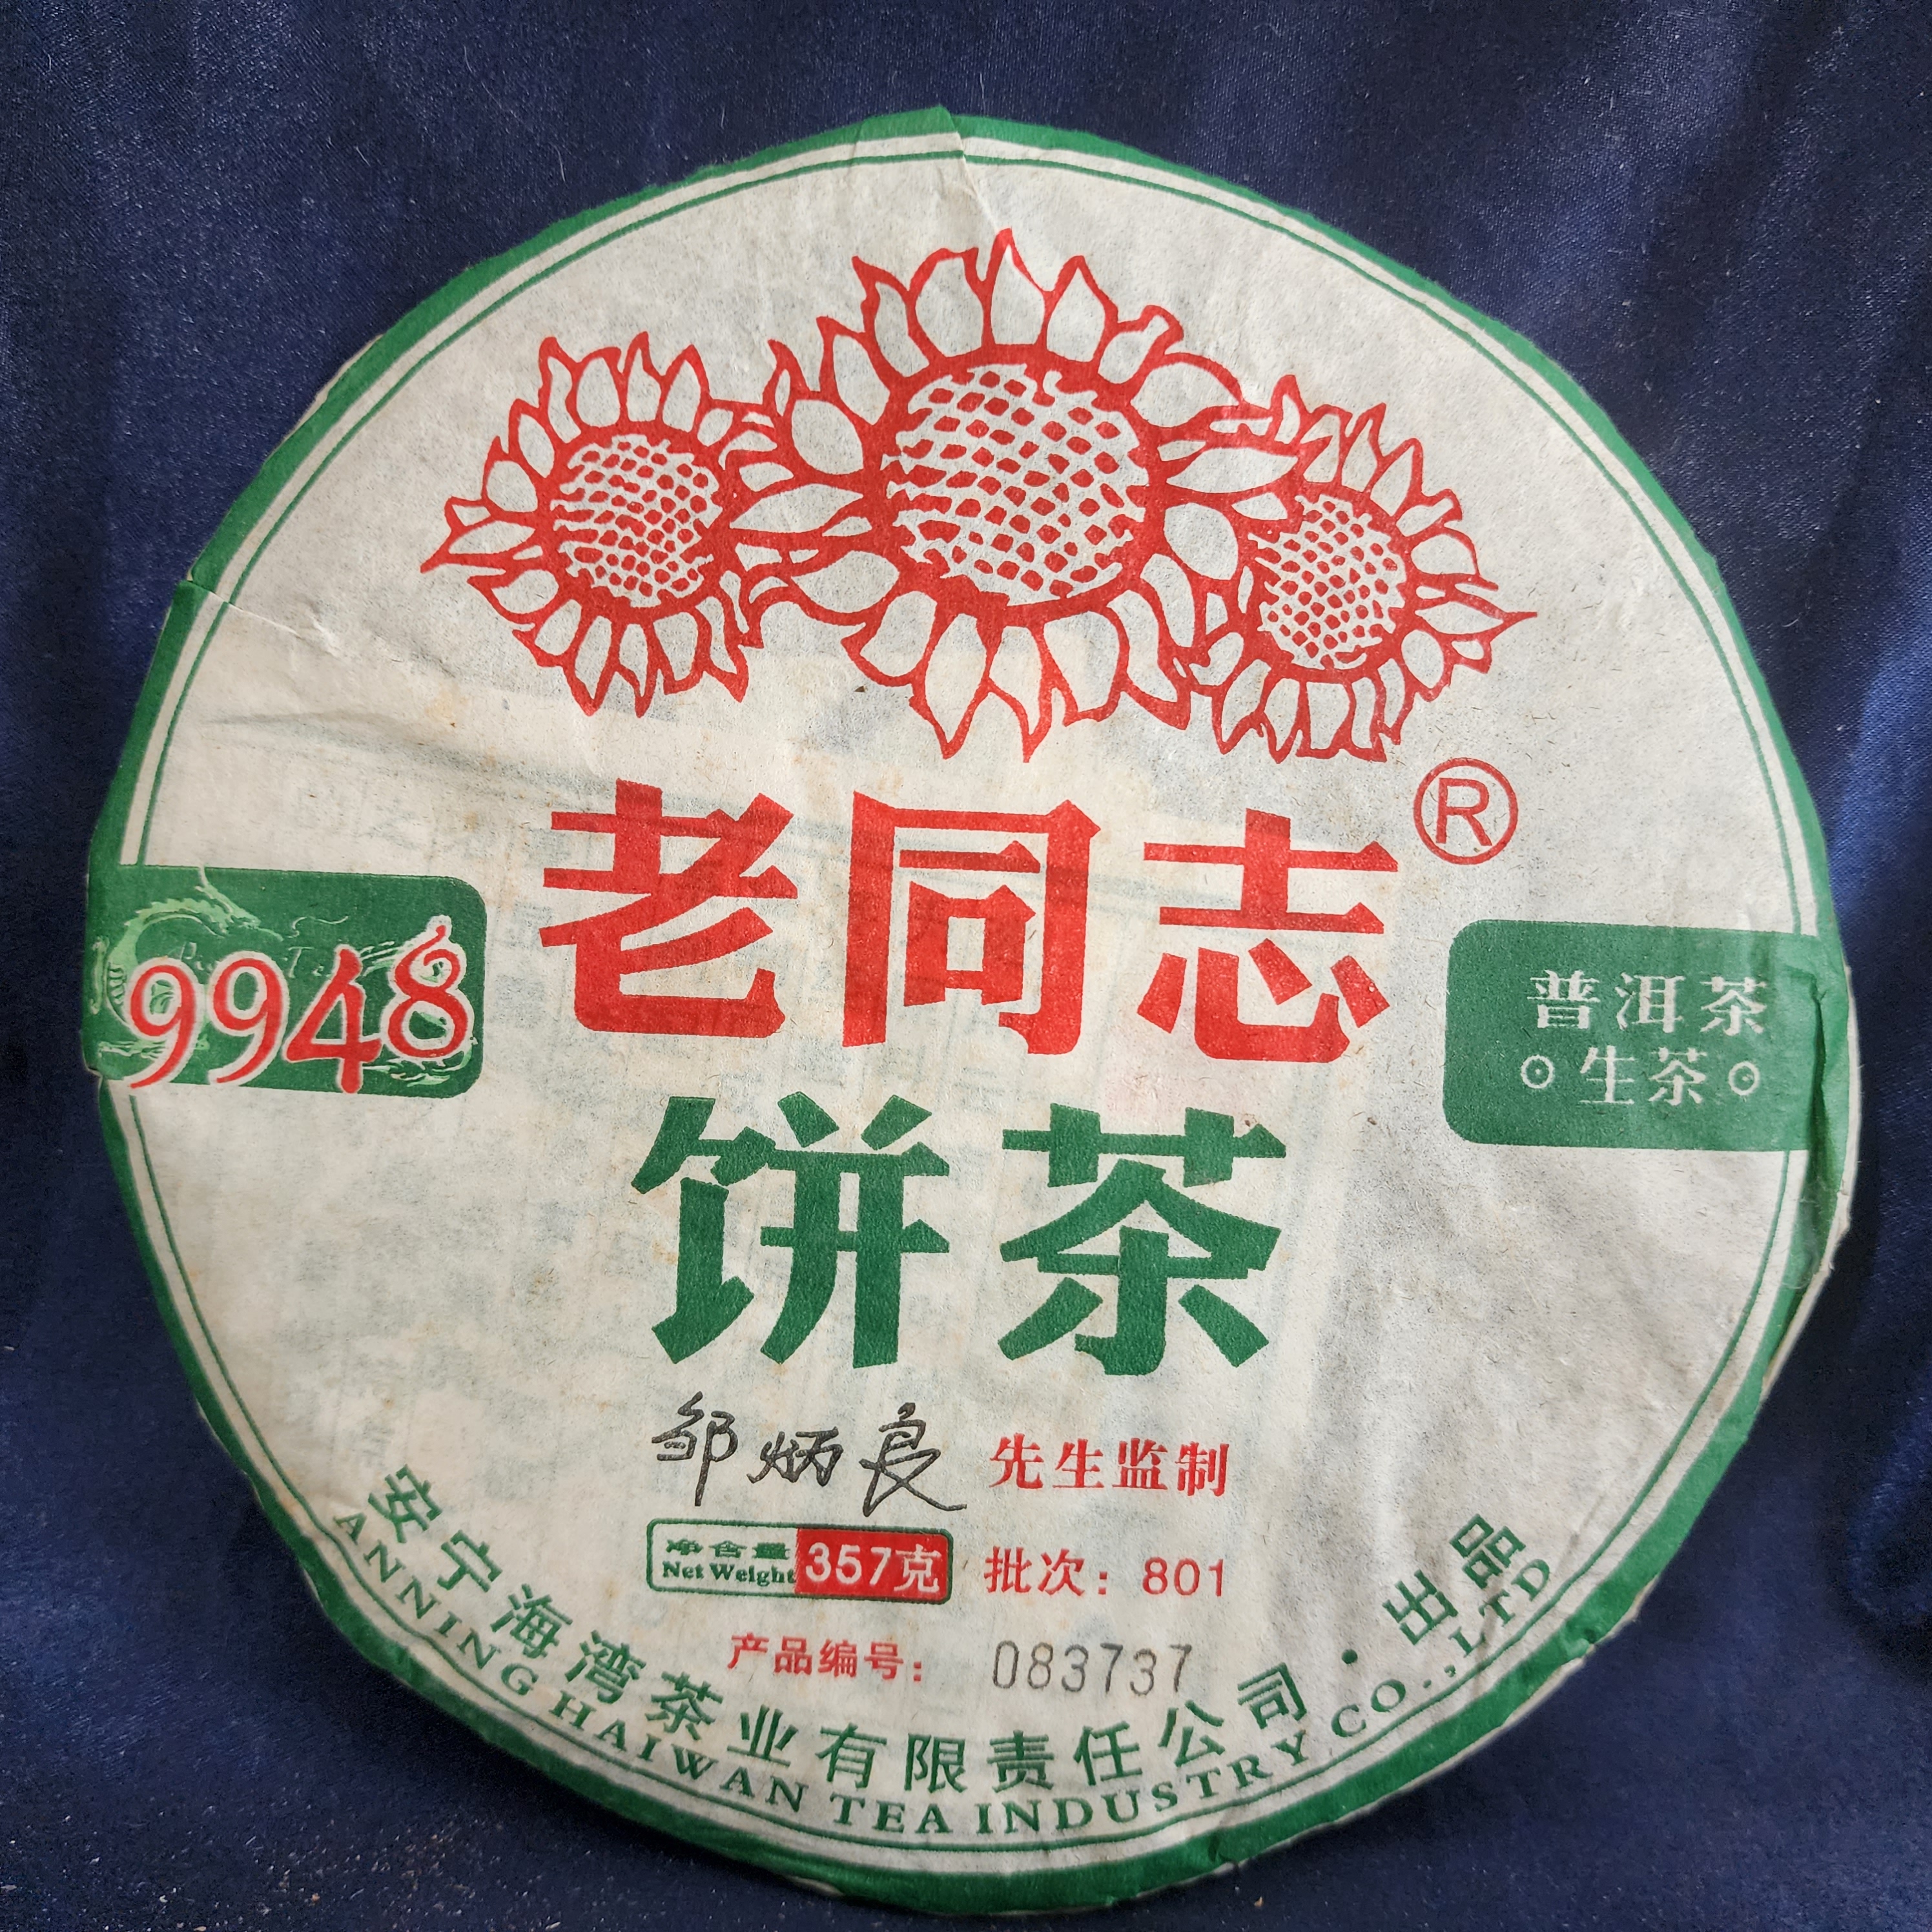 老同志®
9948
普洱茶
生茶
饼茶
邹炳良 先生监制
净含量
Net Weight
357克
批次：801
产品编号： 083737
安宁海湾茶业有限责任公司·出品
ANNING HAIWAN TEA INDUSTRY CO.,LTD